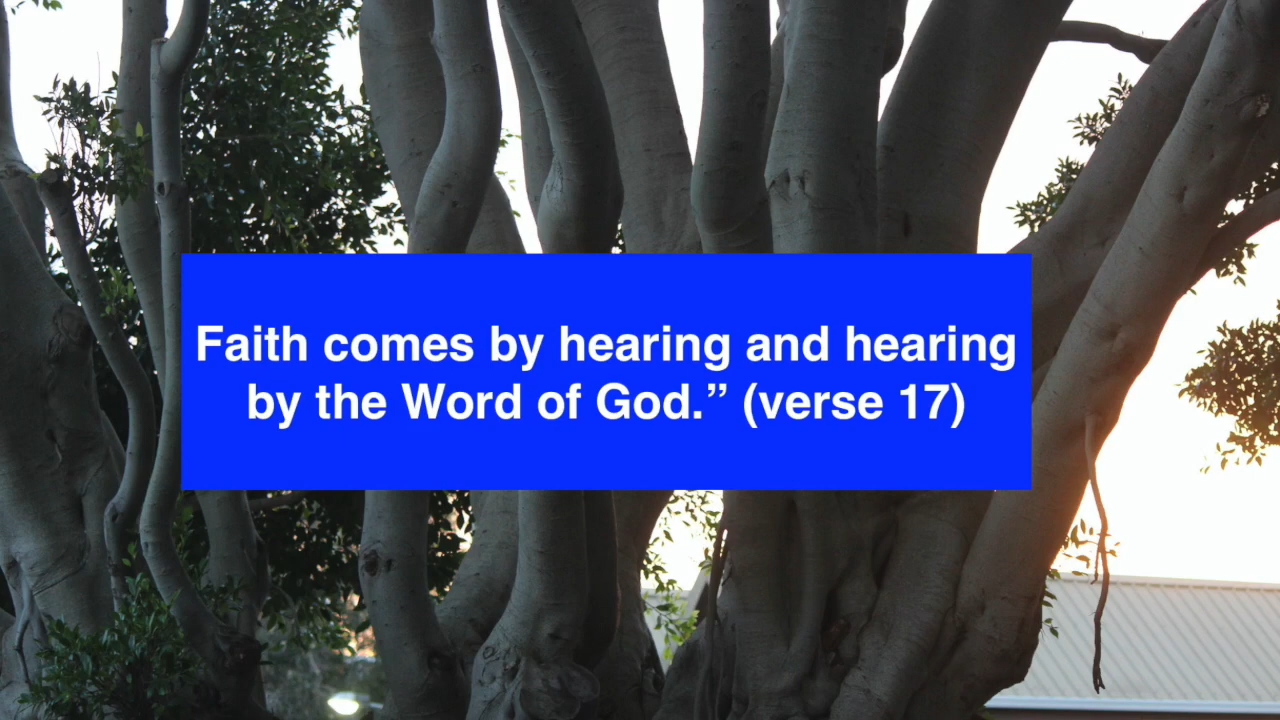 Faith comes by hearing and hearing
by the Word of God.” (verse 17)